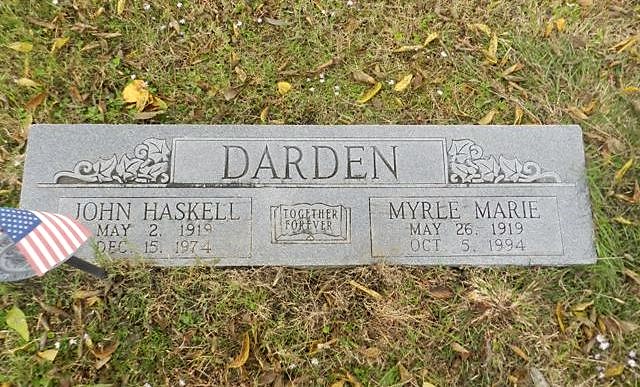 DARDEN
JOHN HASKELL
MAY 2, 1919
DEC. 15, 1974
TOGETHER
FOREVER
MYRLE MARIE
MAY 26, 1919
OCT 5, 1994